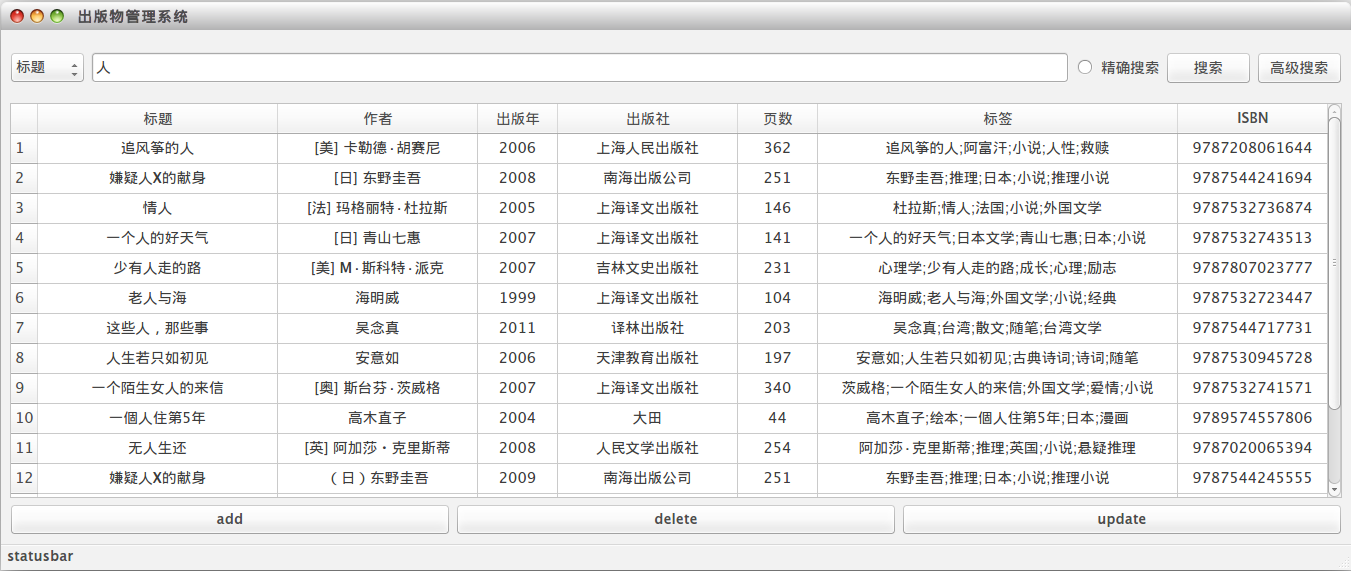 出版物管理系统
标题 人 精确搜索 搜索 高级搜索
标题 作者 出版年 出版社 页数 标签 ISBN
1 追风筝的人 [美] 卡勒德·胡赛尼 2006 上海人民出版社 362 追风筝的人;阿富汗;小说;人性;救赎 9787208061644
2 嫌疑人X的献身 [日] 东野圭吾 2008 南海出版公司 251 东野圭吾;推理;日本;小说;推理小说 9787544241694
3 情人 [法] 玛格丽特·杜拉斯 2005 上海译文出版社 146 杜拉斯;情人;法国;小说;外国文学 9787532736874
4 一个人的好天气 [日] 青山七惠 2007 上海译文出版社 141 一个人的好天气;日本文学;青山七惠;日本;小说 9787532743513
5 少有人走的路 [美] M·斯科特·派克 2007 吉林文史出版社 231 心理学;少有人走的路;成长;心理;励志 9787807023777
6 老人与海 海明威 1999 上海译文出版社 104 海明威;老人与海;外国文学;小说;经典 9787532723447
7 这些人，那些事 吴念真 2011 译林出版社 203 吴念真;台湾;散文;随笔;台湾文学 9787544717731
8 人生若只如初见 安意如 2006 天津教育出版社 197 安意如;人生若只如初见;古典诗词;诗词;随笔 9787530945728
9 一个陌生女人的来信 [奥] 斯台芬·茨威格 2007 上海译文出版社 340 茨威格;一个陌生女人的来信;外国文学;爱情;小说 9787532741571
10 一個人住第5年 高木直子 2004 大田 44 高木直子;绘本;一個人住第5年;日本;漫画 9789574557806
11 无人生还 [英] 阿加莎・克里斯蒂 2008 人民文学出版社 254 阿加莎·克里斯蒂;推理;英国;小说;悬疑推理 9787020065394
12 嫌疑人X的献身 （日）东野圭吾 2009 南海出版公司 251 东野圭吾;推理;日本;小说;推理小说 9787544245555
add delete update
statusbar